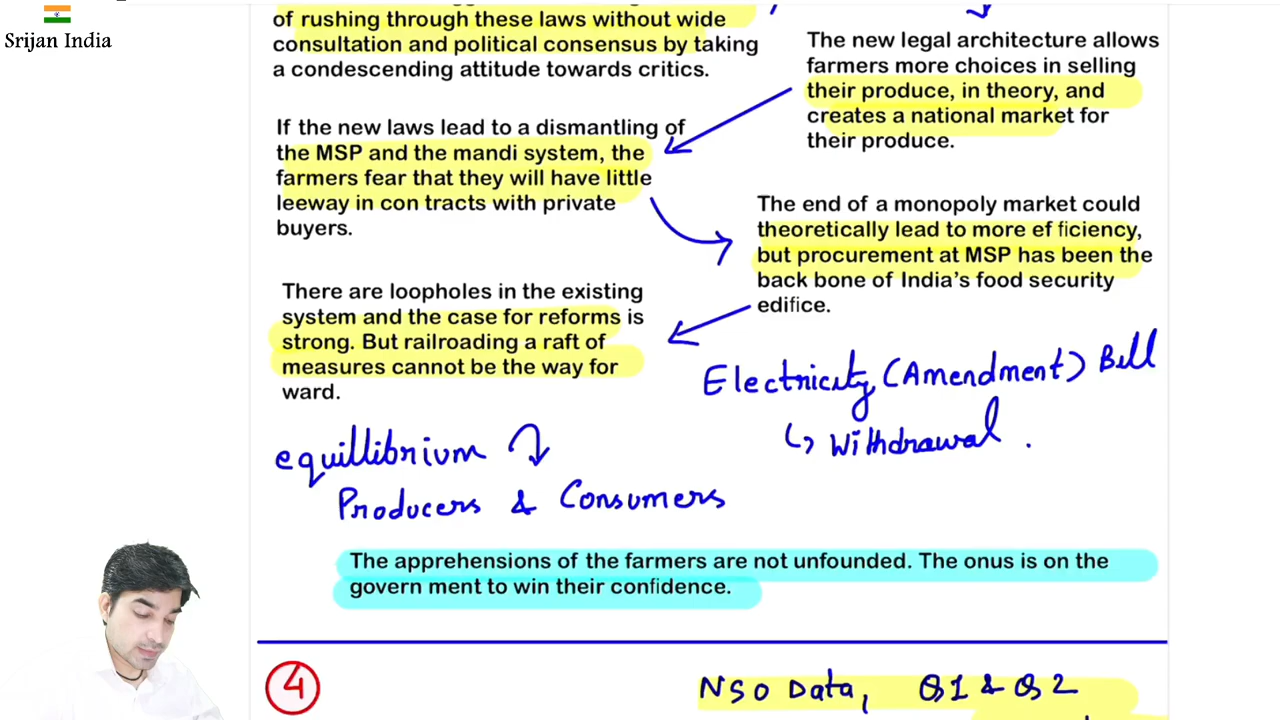 Srijan India
of rushing through these laws without wide
consultation and political consensus by taking
a condescending attitude towards critics.
The new legal architecture allows
farmers more choices in selling
their produce, in theory, and
creates a national market for
their produce.
If the new laws lead to a dismantling of
the MSP and the mandi system, the
farmers fear that they will have little
leeway in con tracts with private
buyers.
The end of a monopoly market could
theoretically lead to more ef ficiency,
but procurement at MSP has been the
back bone of India's food security
edifice.
There are loopholes in the existing
system and the case for reforms is
strong. But railroading a raft of
measures cannot be the way for
ward.
Electricity (Amendment) Bill
↳ Withdrawal.
equillibrium
Producers & Consumers
The apprehensions of the farmers are not unfounded. The onus is on the
govern ment to win their confidence.
4
NSO Data, Q1 & Q2